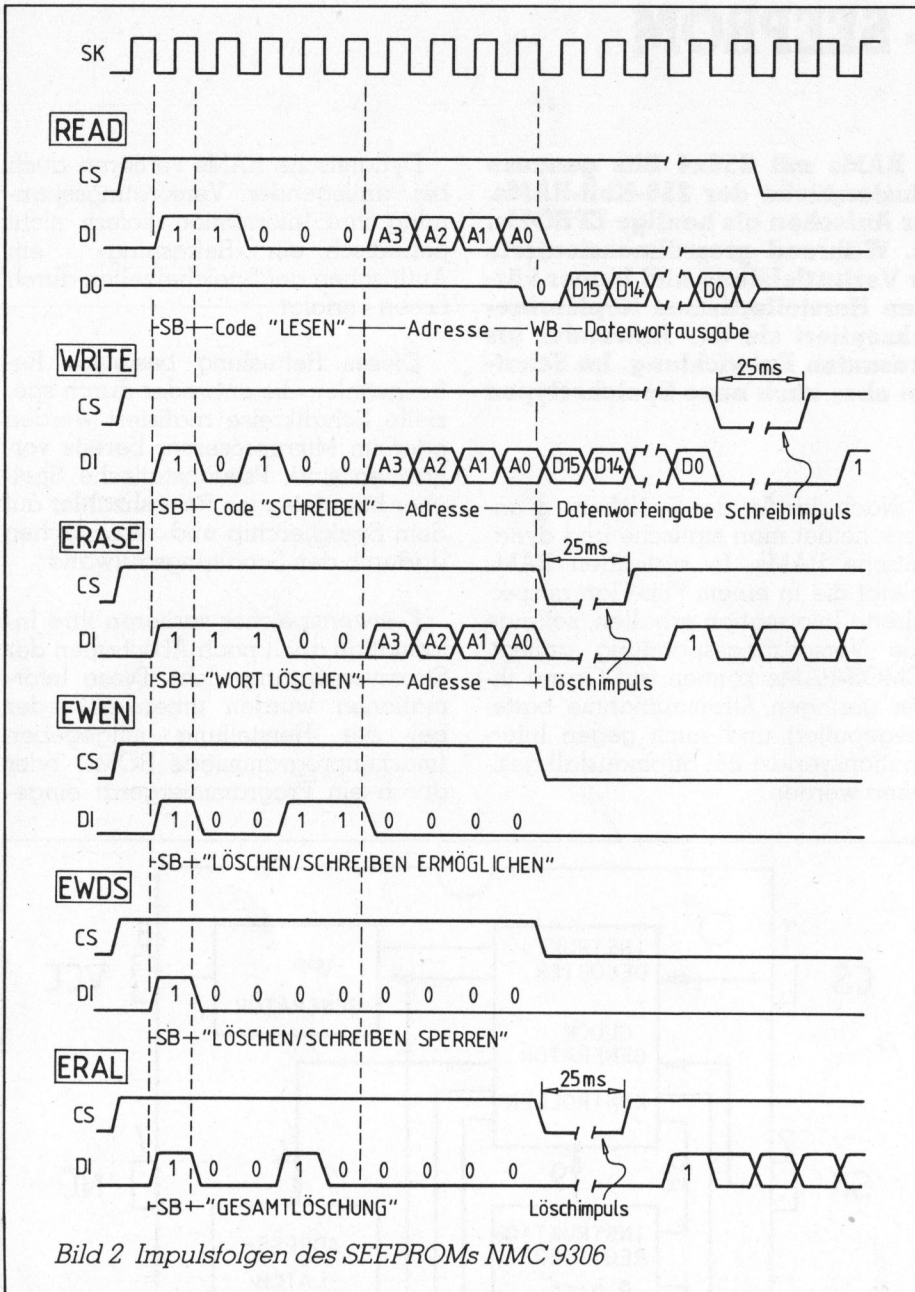 SK
READ
CS
DI 1 1 0 0 0 A3 A2 A1 A0
DO 0 D15 D14 D0
SB Code "LESEN" Adresse WB Datenwortausgabe
WRITE
25ms
CS
DI 1 0 1 0 0 A3 A2 A1 A0 D15 D14 D0 1
SB Code "SCHREIBEN" Adresse Datenworteingabe Schreibimpuls
ERASE
25ms
CS
DI 1 1 1 0 0 A3 A2 A1 A0 1
SB "WORT LÖSCHEN" Adresse Löschimpuls
EWEN
CS
DI 1 0 0 1 1 0 0 0 0
SB "LÖSCHEN/SCHREIBEN ERMÖGLICHEN"
EWDS
CS
DI 1 0 0 0 0 0 0 0 0
SB "LÖSCHEN/SCHREIBEN SPERREN"
ERAL
25ms
CS
DI 1 0 0 1 0 0 0 0 0 1
SB "GESAMTLÖSCHUNG" Löschimpuls
Bild 2 Impulsfolgen des SEEPROMs NMC 9306